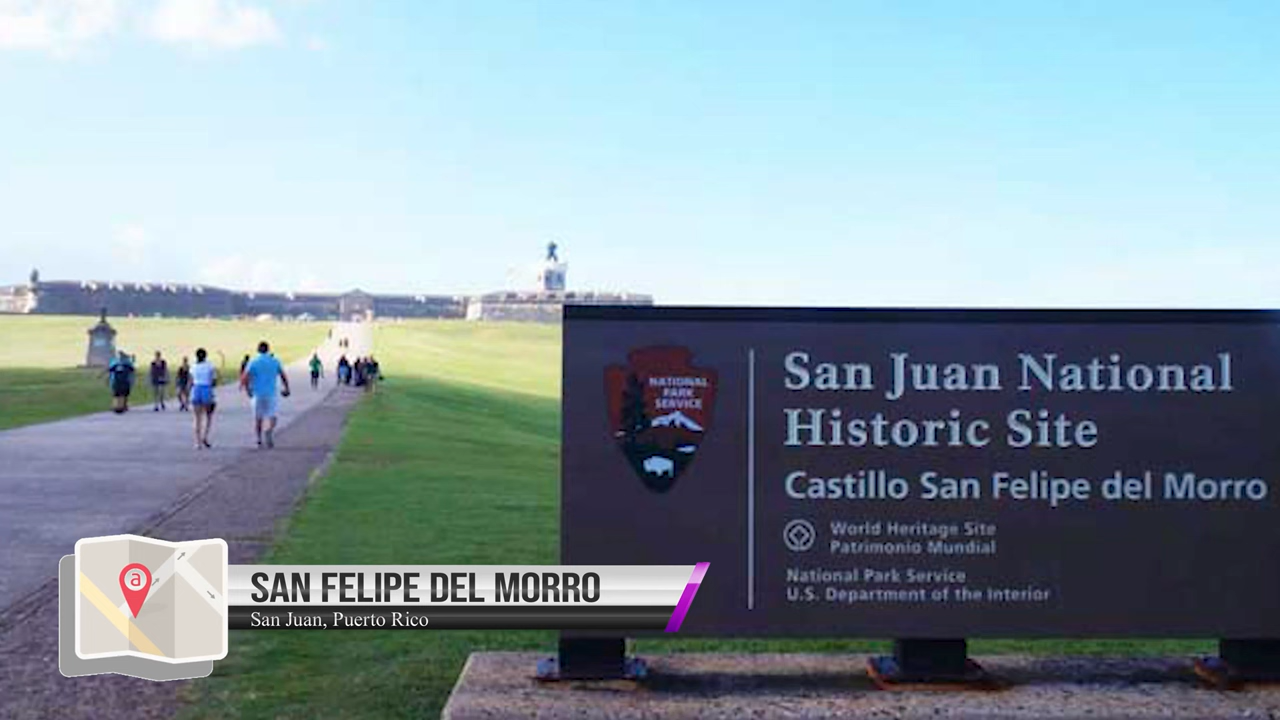 NATIONAL
PARK
SERVICE
San Juan National
Historic Site
Castillo San Felipe del Morro
World Heritage Site
Patrimonio Mundial
National Park Service
U.S. Department of the Interior
a
SAN FELIPE DEL MORRO
San Juan, Puerto Rico